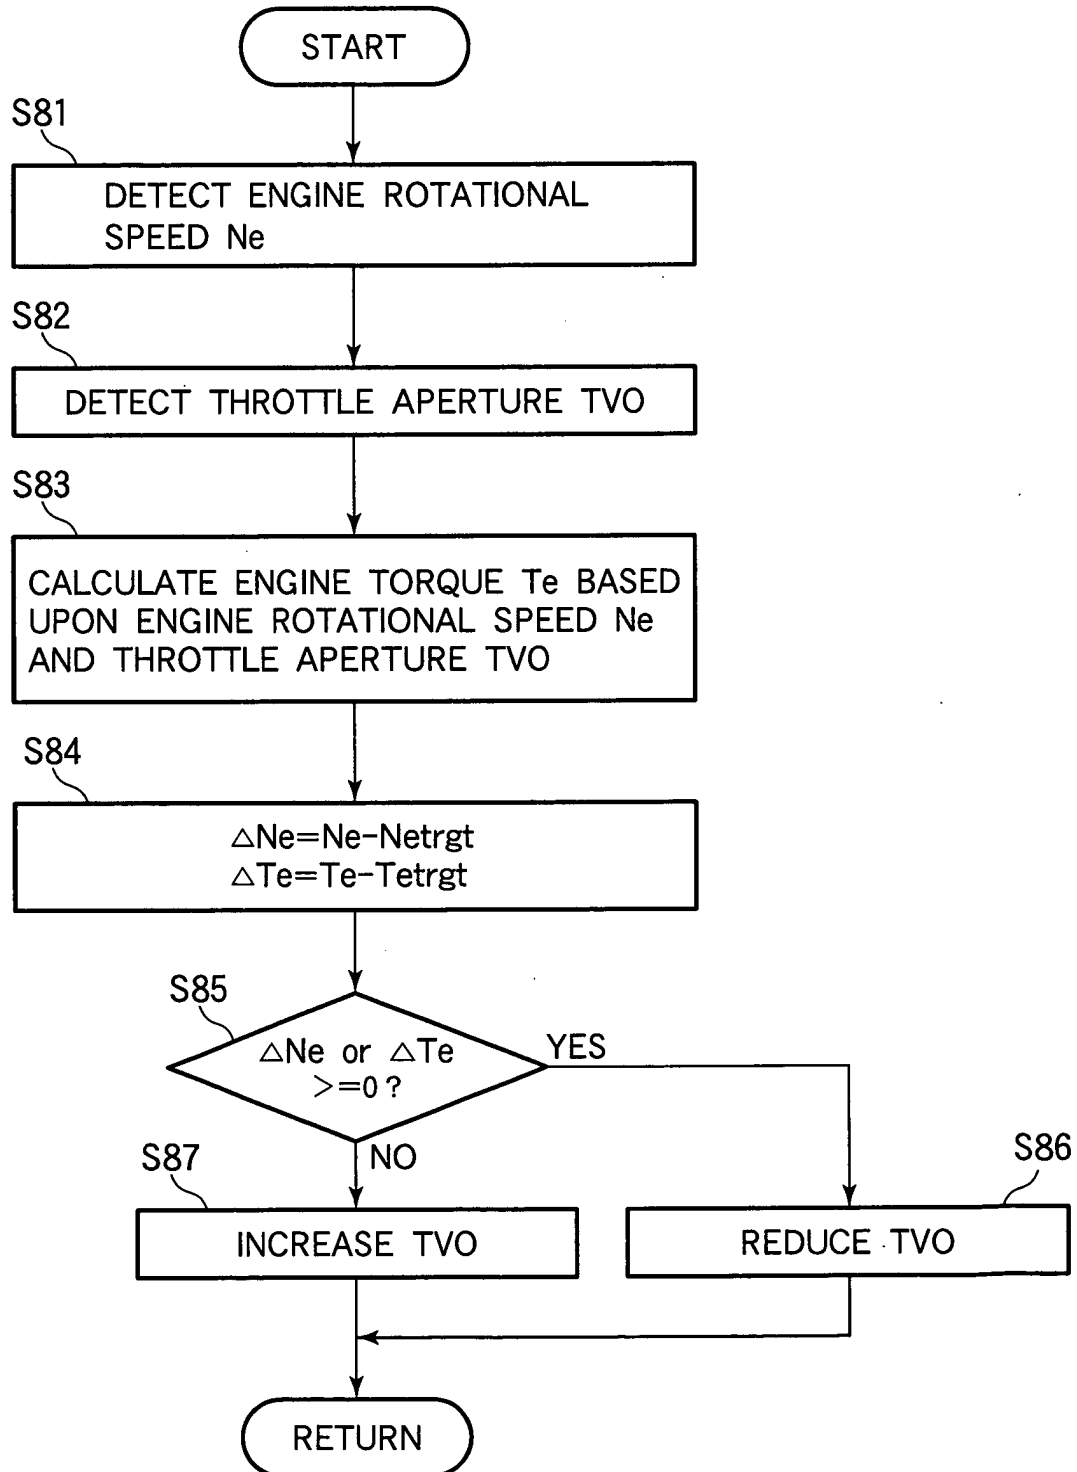 START
S81
DETECT ENGINE ROTATIONAL
SPEED Ne
S82
DETECT THROTTLE APERTURE TVO
S83
CALCULATE ENGINE TORQUE Te BASED
UPON ENGINE ROTATIONAL SPEED Ne
AND THROTTLE APERTURE TVO
S84
△Ne=Ne-Netrgt
△Te=Te-Tetrgt
S85
△Ne or △Te
>=0?
YES
NO
S87
INCREASE TVO
S86
REDUCE TVO
RETURN